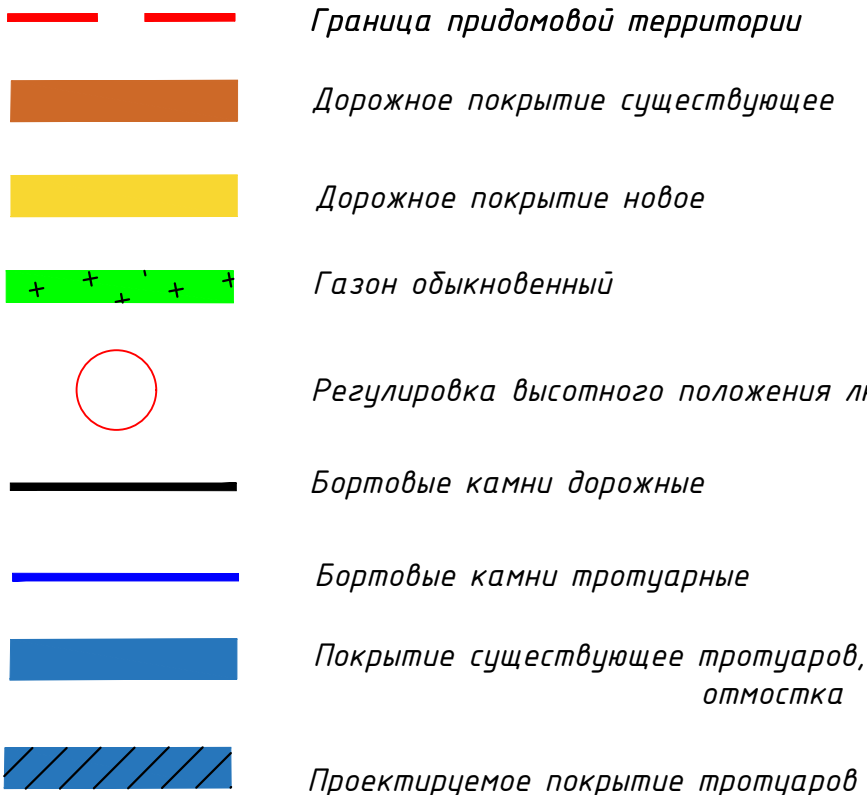 Граница придомовой территории
Дорожное покрытие существующее
Дорожное покрытие новое
Газон обыкновенный
Регулировка высотного положения
Бортовые камни дорожные
Бортовые камни тротуарные
Покрытие существующее тротуаров,
отмостка
Проектируемое покрытие тротуаров